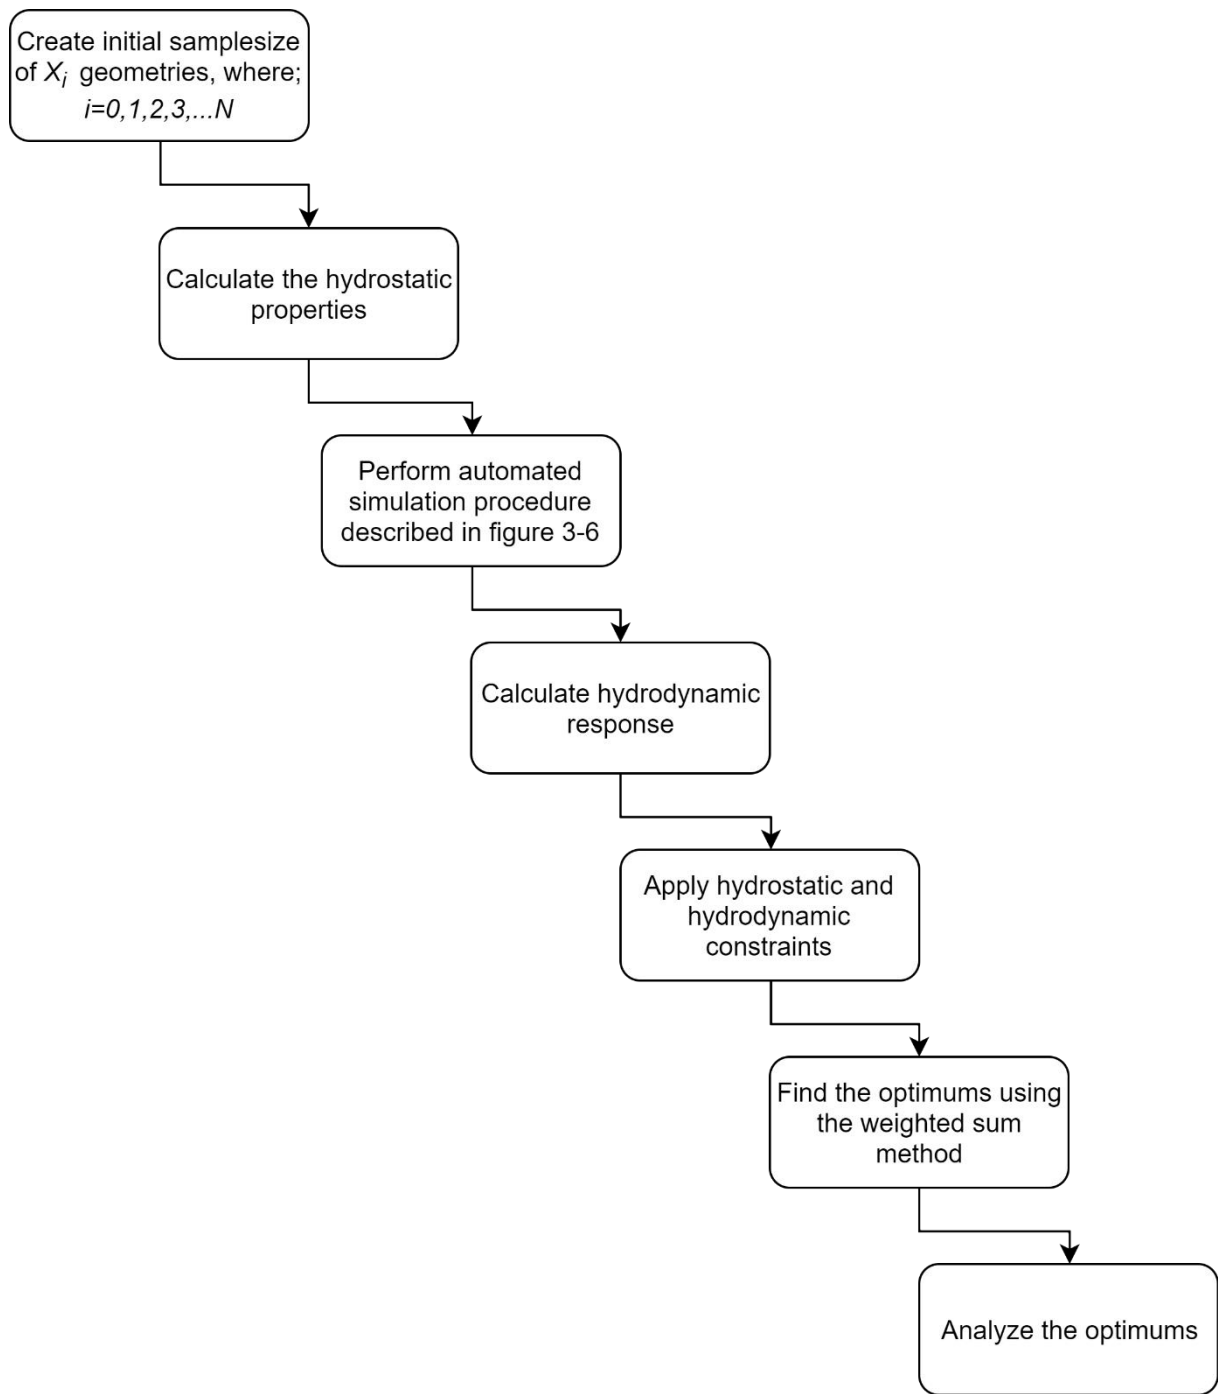 Create initial samplesize
of Xi geometries, where;
i=0,1,2,3,...N
Calculate the hydrostatic
properties
Perform automated
simulation procedure
described in figure 3-6
Calculate hydrodynamic
response
Apply hydrostatic and
hydrodynamic
constraints
Find the optimums using
the weighted sum
method
Analyze the optimums